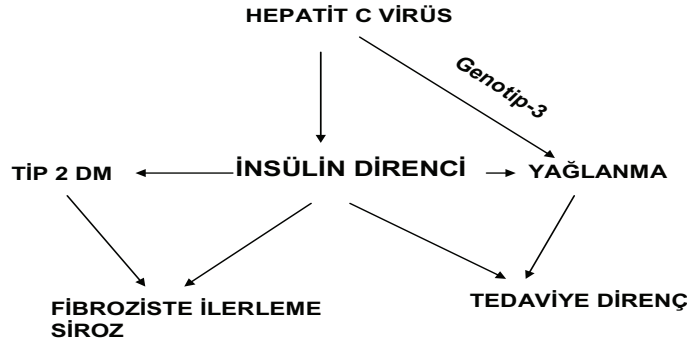 HEPATİT C VİRÜS
Genotip-3
TİP 2 DM
İNSÜLİN DİRENCİ
YAĞLANMA
FİBROZİSTE İLERLEME
SİROZ
TEDAVİYE DİRENÇ